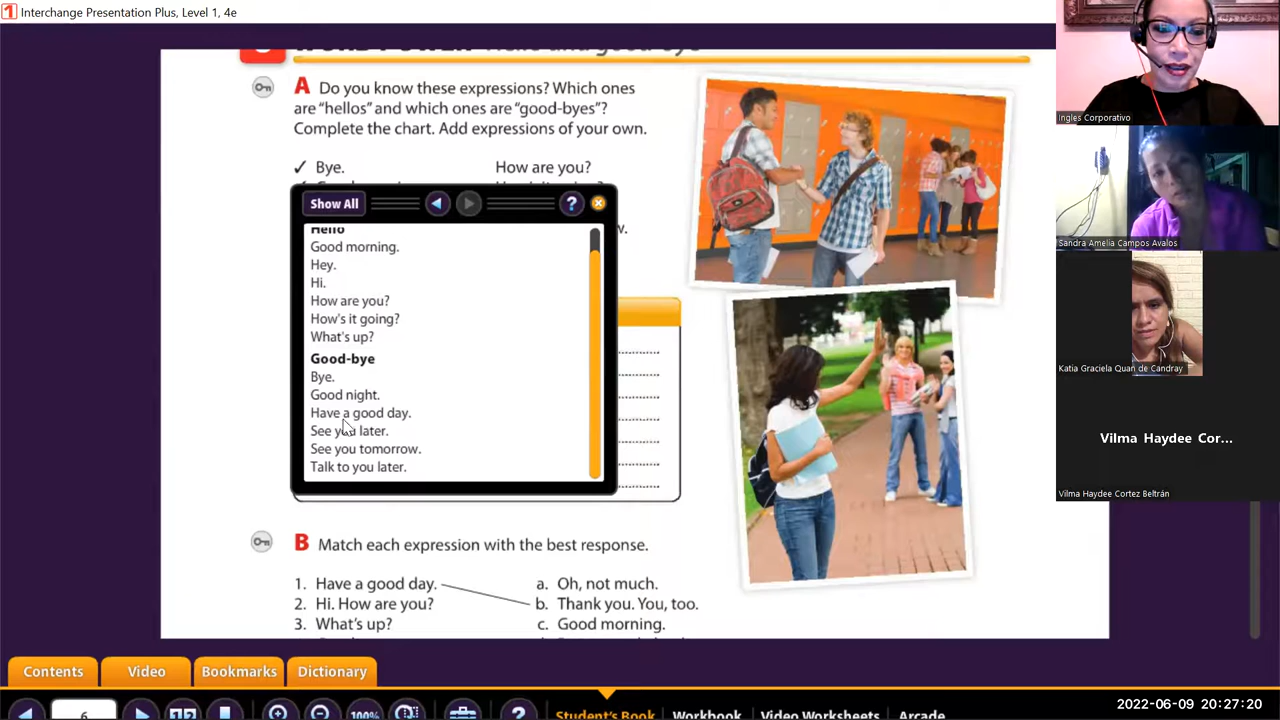 Interchange Presentation Plus, Level 1, 4e
A Do you know these expressions? Which ones
are “hellos” and which ones are “good-byes”?
Complete the chart. Add expressions of your own.
✓ Bye.
How are you?
Show All
?
Hello
Good morning.
Hey.
Hi.
How are you?
How's it going?
What's up?
Good-bye
Bye.
Good night.
Have a good day.
See you later.
See you tomorrow.
Talk to you later.
B Match each expression with the best response.
1. Have a good day.
2. Hi. How are you?
3. What’s up?
a. Oh, not much.
b. Thank you. You, too.
c. Good morning.
Contents
Video
Bookmarks
Dictionary
6
100%
?
Student's Book
Workbook
Video Worksheets
Arcade
Ingles Corporativo
Sandra Amelia Campos Avalos
Katia Graciela Quan de Candray
Vilma Haydee Cor...
Vilma Haydee Cortez Beltrán
2022-06-09 20:27:20